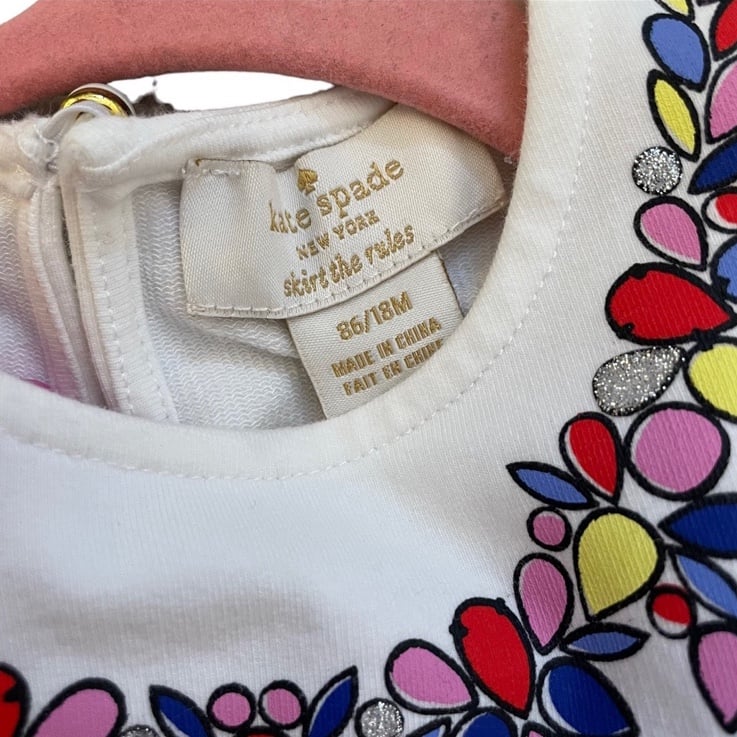 kate spade
NEW YORK
skirt the rules
86/18M
MADE IN CHINA
FAIT EN CHINE